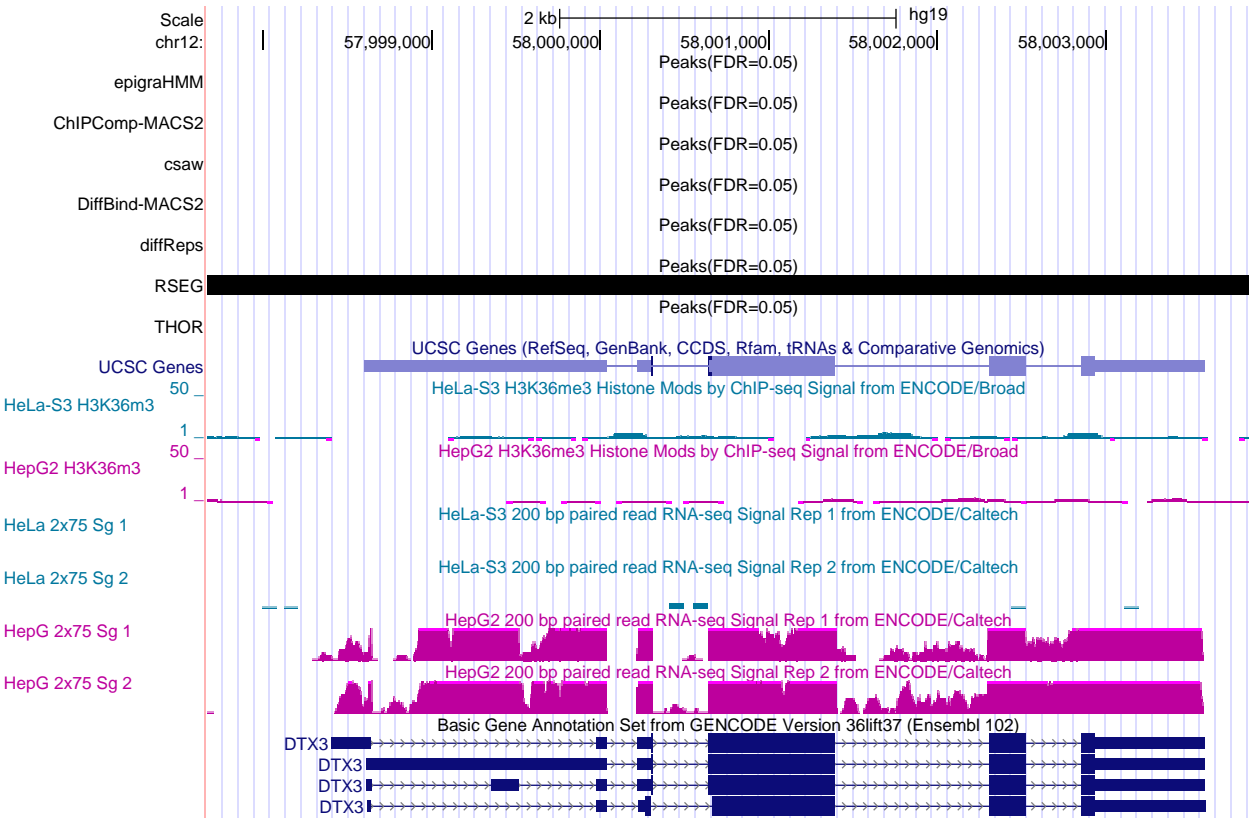 Scale 2 kb hg19
chr12: 57,999,000 58,000,000 58,001,000 58,002,000 58,003,000
Peaks(FDR=0.05)
epigraHMM
Peaks(FDR=0.05)
ChIPComp-MACS2
Peaks(FDR=0.05)
csaw
Peaks(FDR=0.05)
DiffBind-MACS2
Peaks(FDR=0.05)
diffReps
Peaks(FDR=0.05)
RSEG
Peaks(FDR=0.05)
THOR
UCSC Genes (RefSeq, GenBank, CCDS, Rfam, tRNAs & Comparative Genomics)
UCSC Genes
50 _ HeLa-S3 H3K36me3 Histone Mods by ChIP-seq Signal from ENCODE/Broad
HeLa-S3 H3K36m3
1 _
50 _ HepG2 H3K36me3 Histone Mods by ChIP-seq Signal from ENCODE/Broad
HepG2 H3K36m3
1 _
HeLa-S3 200 bp paired read RNA-seq Signal Rep 1 from ENCODE/Caltech
HeLa 2x75 Sg 1
HeLa-S3 200 bp paired read RNA-seq Signal Rep 2 from ENCODE/Caltech
HeLa 2x75 Sg 2
HepG2 200 bp paired read RNA-seq Signal Rep 1 from ENCODE/Caltech
HepG 2x75 Sg 1
HepG2 200 bp paired read RNA-seq Signal Rep 2 from ENCODE/Caltech
HepG 2x75 Sg 2
Basic Gene Annotation Set from GENCODE Version 36lift37 (Ensembl 102)
DTX3
DTX3
DTX3
DTX3